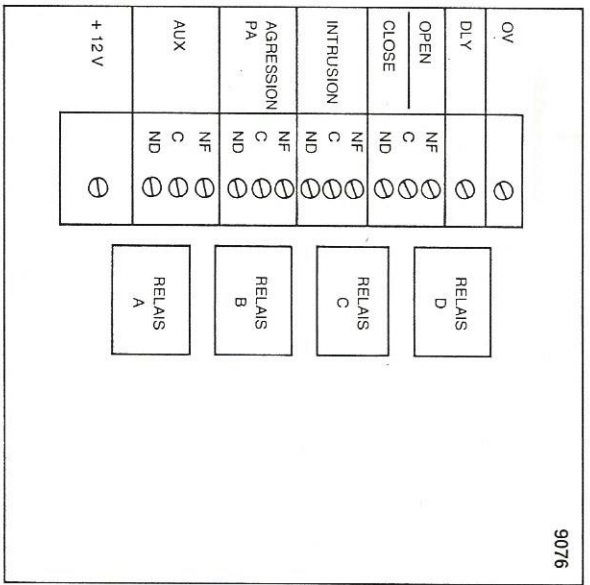 9076
OV
DLY
OPEN
CLOSE
NF
C
ND
RELAIS
D
INTRUSION
NF
C
ND
RELAIS
C
AGRESSION
PA
NF
C
ND
RELAIS
B
AUX
NF
C
ND
RELAIS
A
+ 12 V